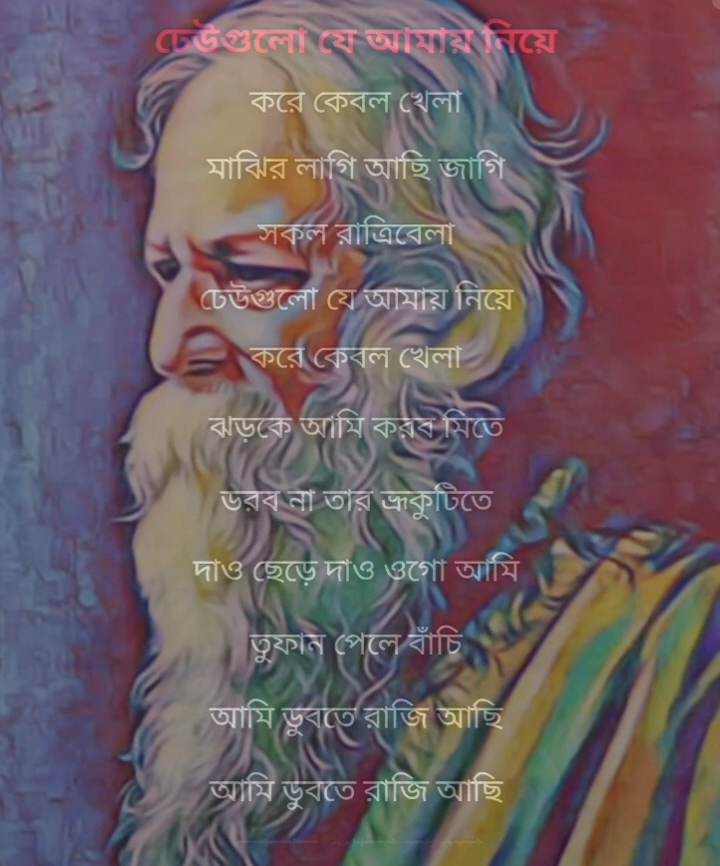 ঢেউগুলো যে আমায় নিয়ে
করে কেবল খেলা
মাঝির লাগি আছি জাগি
সকল রাত্রিবেলা
ঢেউগুলো যে আমায় নিয়ে
করে কেবল খেলা
ঝড়কে আমি করব মিতে
ডরব না তার ভ্রূকুটিতে
দাও ছেড়ে দাও ওগো আমি
তুফান পেলে বাঁচি
আমি ডুবতে রাজি আছি
আমি ডুবতে রাজি আছি